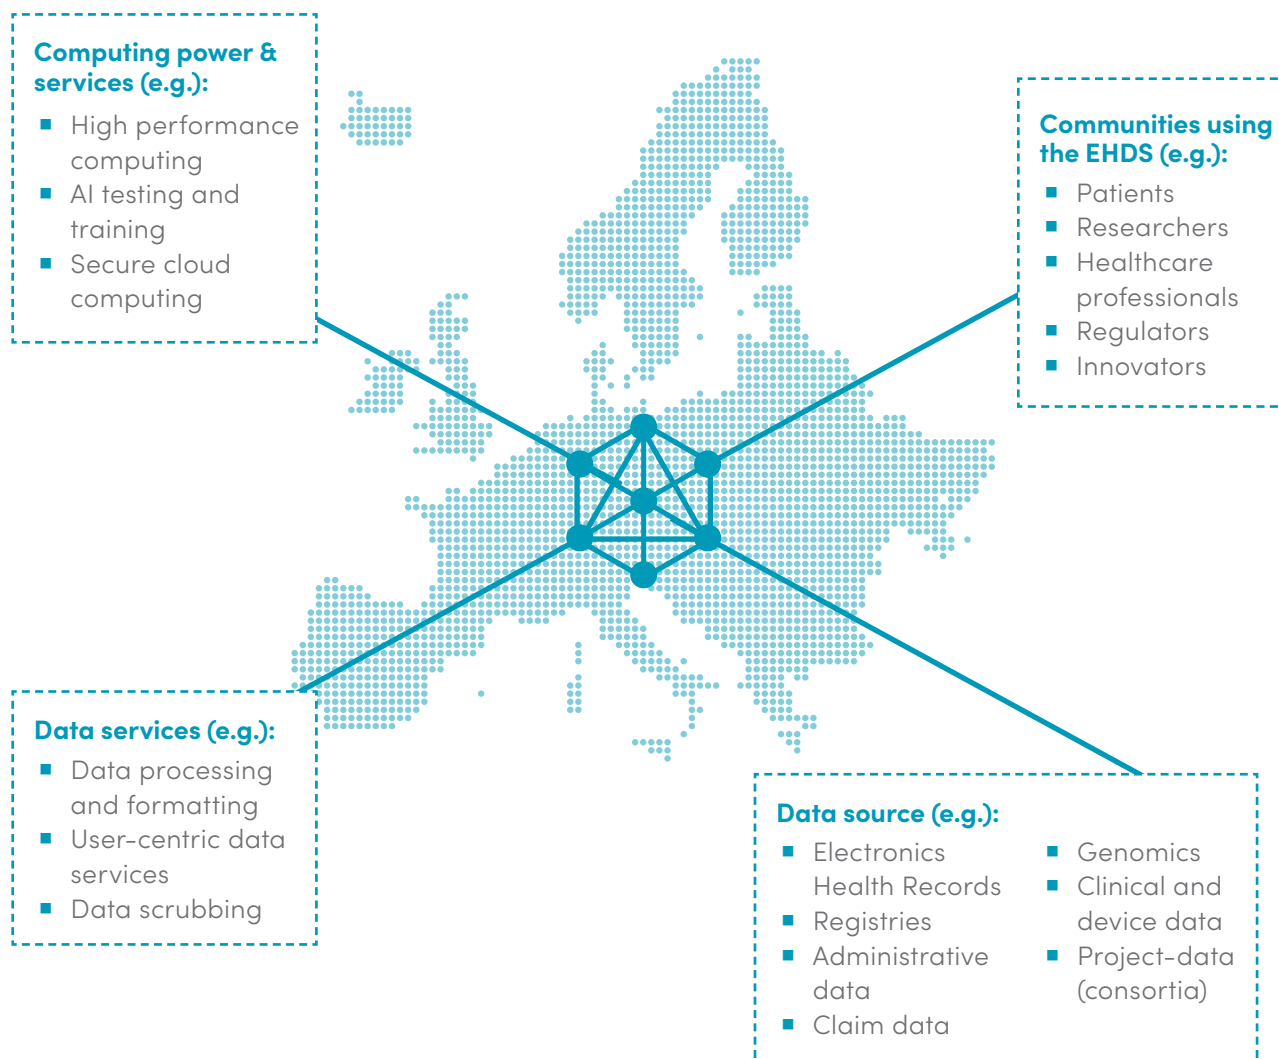 Computing power &
services (e.g.):
High performance
computing
AI testing and
training
Secure cloud
computing
Communities using
the EHDS (e.g.):
Patients
Researchers
Healthcare
professionals
Regulators
Innovators
Data services (e.g.):
Data processing
and formatting
User-centric data
services
Data scrubbing
Data source (e.g.):
Electronics
Health Records
Registries
Administrative
data
Claim data
Genomics
Clinical and
device data
Project-data
(consortia)